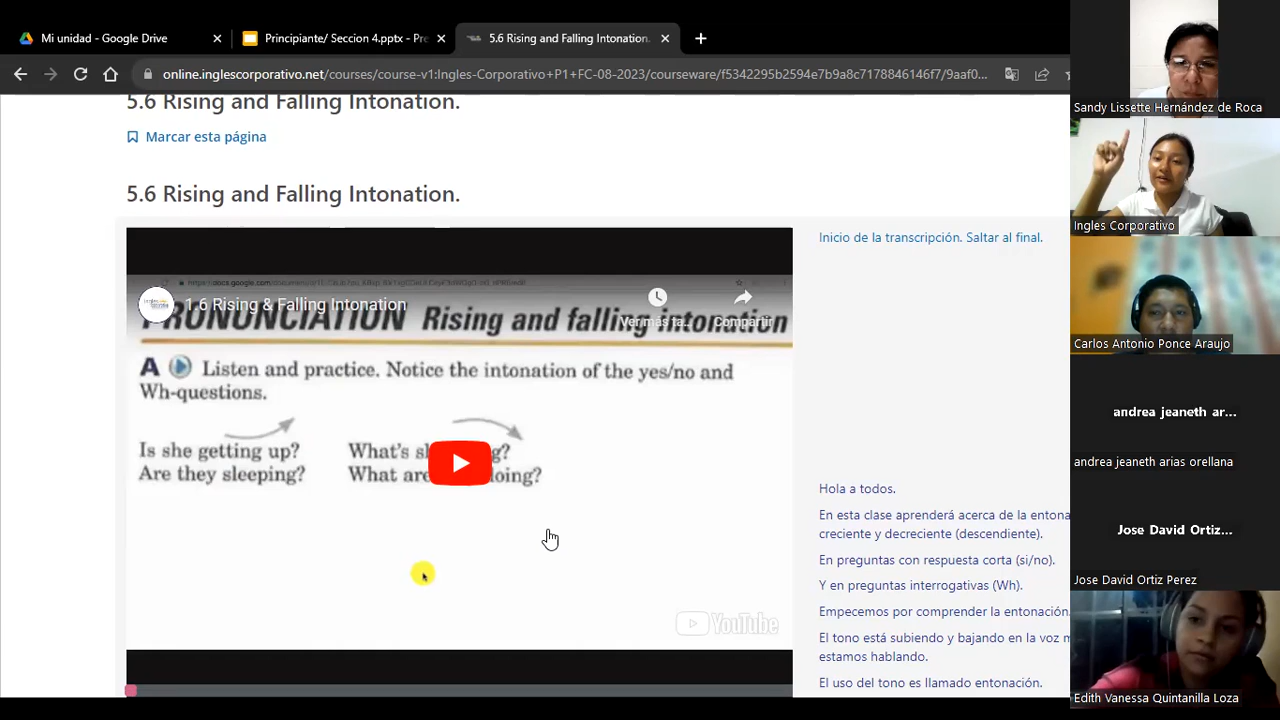 Mi unidad - Google Drive
Principiante/ Seccion 4.pptx - Pre
5.6 Rising and Falling Intonation.
online.inglescorporativo.net/courses/course-v1:Ingles-Corporativo+P1+FC-08-2023/courseware/f5342295b2594e7b9a8c7178846146f7/9aaf0...
5.6 Rising and Falling Intonation.
Marcar esta página
5.6 Rising and Falling Intonation.
Inicio de la transcripción. Saltar al final.
1.6 Rising & Falling Intonation
Ver más ta...
Compartir
PRONUNCIATION Rising and falling intonation
A Listen and practice. Notice the intonation of the yes/no and
Wh-questions.
Is she getting up?
What's
Are they sleeping?
What are doing?
YouTube
Hola a todos.
En esta clase aprenderá acerca de la entona
creciente y decreciente (descendiente).
En preguntas con respuesta corta (si/no).
Y en preguntas interrogativas (Wh).
Empecemos por comprender la entonación.
El tono está subiendo y bajando en la voz m
estamos hablando.
El uso del tono es llamado entonación.
Sandy Lissette Hernández de Roca
Ingles Corporativo
Carlos Antonio Ponce Araujo
andrea jeaneth ar...
andrea jeaneth arias orellana
Jose David Ortiz...
Jose David Ortiz Perez
Edith Vanessa Quintanilla Loza